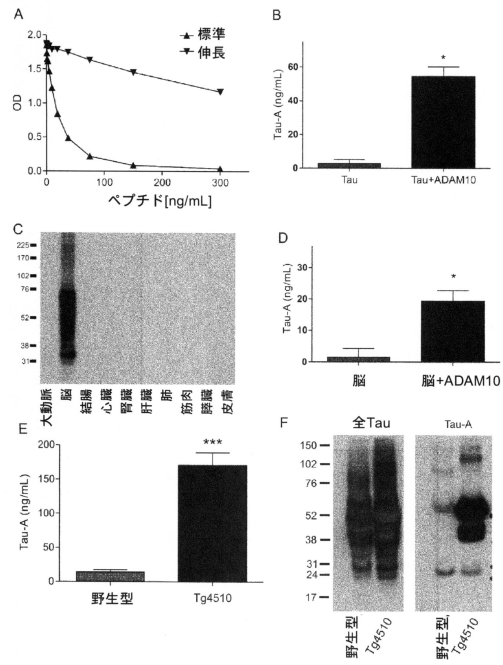 A
2.0
1.5
1.0
0.5
0.0
OD
0
100
200
300
ペプチド[ng/mL]
標準
伸長
B
Tau-A (ng/mL)
60
40
20
0
*
Tau
Tau+ADAM10
C
225
170
102
76
52
38
31
大動脈
脳
結腸
心臓
腎臓
肝臓
肺
筋肉
膵臓
皮膚
D
Tau-A (ng/mL)
30
20
10
0
*
脳
脳+ADAM10
E
Tau-A (ng/mL)
200
150
100
50
0
***
野生型
Tg4510
F
全Tau
Tau-A
150
102
76
52
38
31
24
17
野生型
Tg4510
野生型
Tg4510